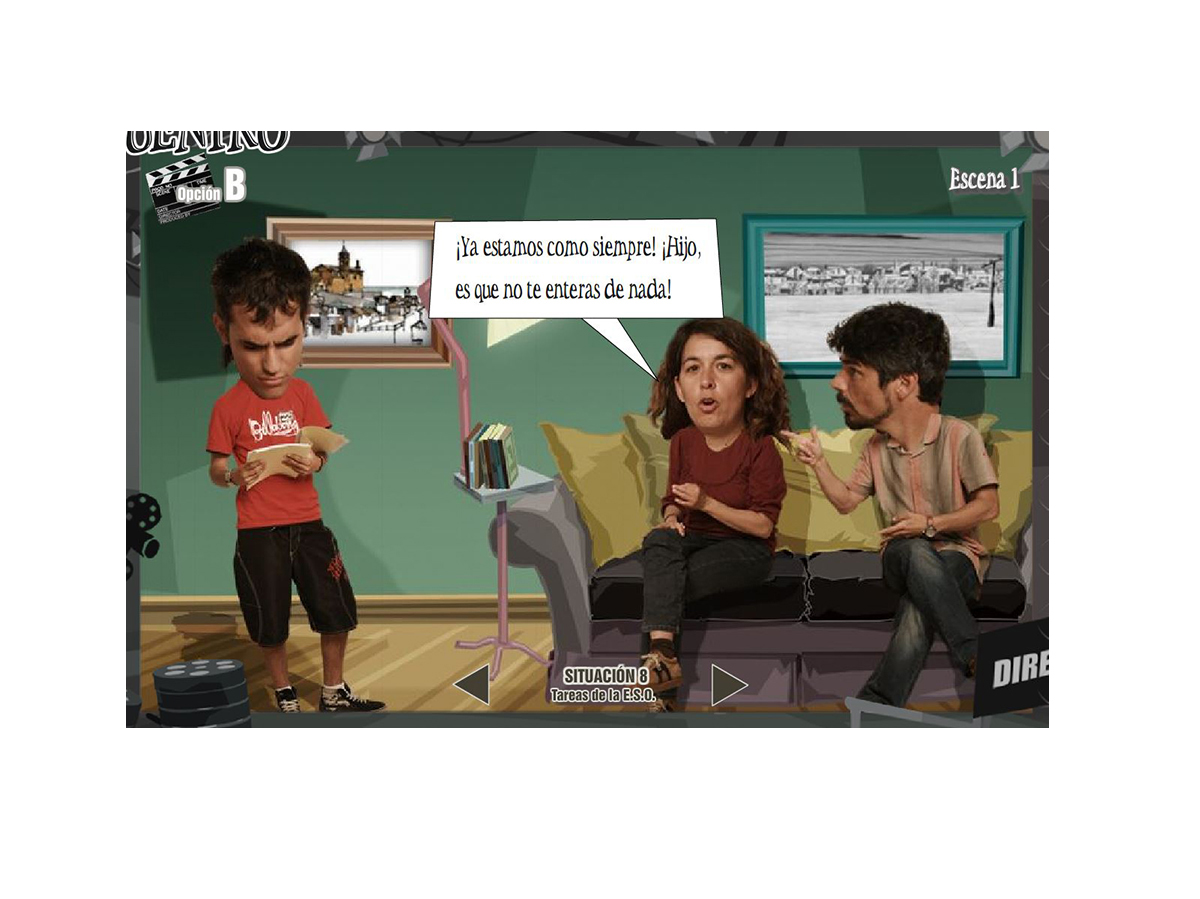 Opción B
Escena 1
¡Ya estamos como siempre! ¡Hijo,
es que no te enteras de nada!
SITUACIÓN 8
Tareas de la E.S.O.
DIRE